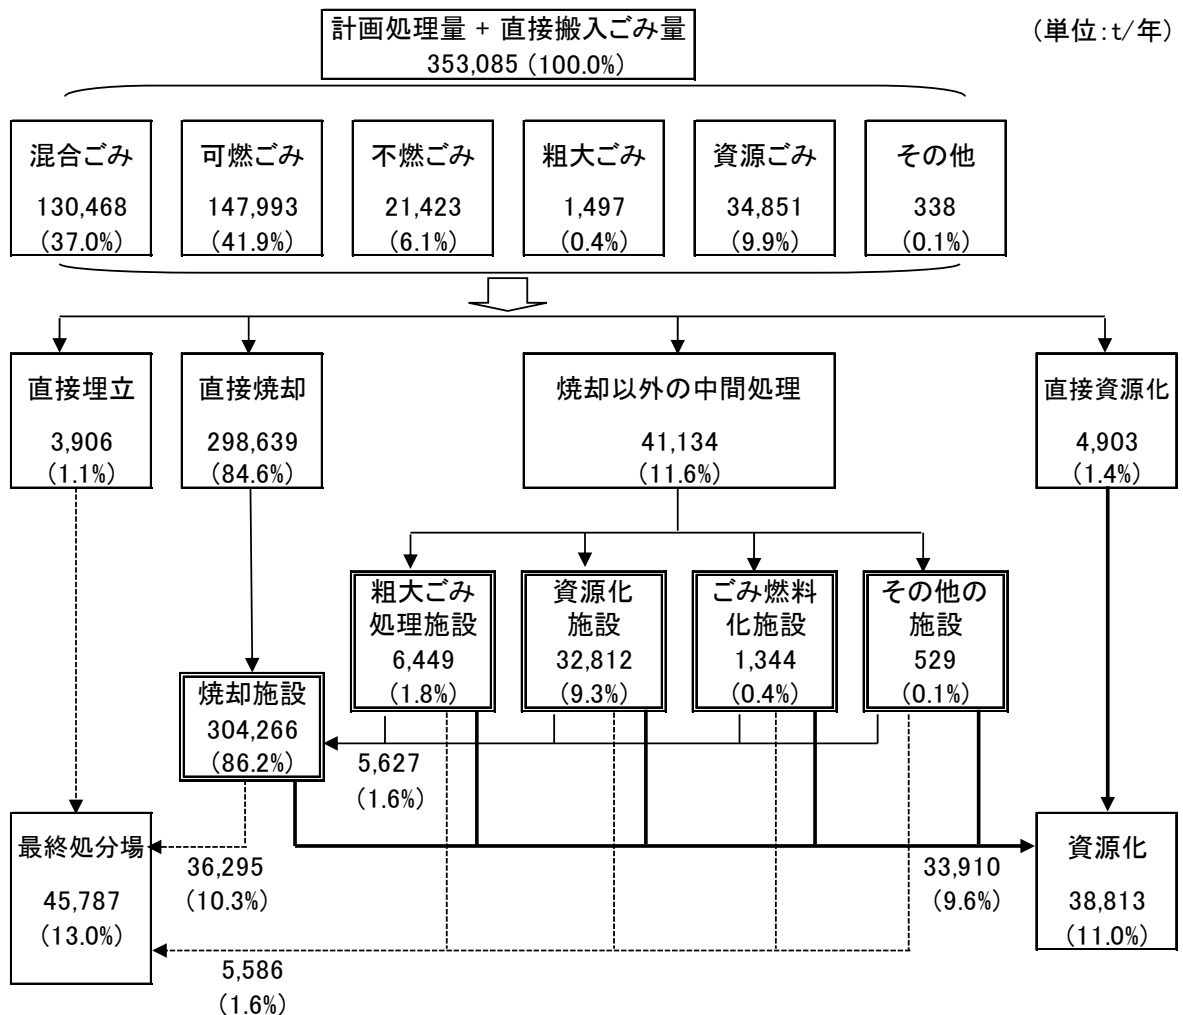 計画処理量 + 直接搬入ごみ量
353,085 (100.0%)
(単位:t/年)
混合ごみ
130,468
(37.0%)
可燃ごみ
147,993
(41.9%)
不燃ごみ
21,423
(6.1%)
粗大ごみ
1,497
(0.4%)
資源ごみ
34,851
(9.9%)
その他
338
(0.1%)
直接埋立
3,906
(1.1%)
直接焼却
298,639
(84.6%)
焼却以外の中間処理
41,134
(11.6%)
直接資源化
4,903
(1.4%)
粗大ごみ
処理施設
6,449
(1.8%)
資源化
施設
32,812
(9.3%)
ごみ燃料
化施設
1,344
(0.4%)
その他の
施設
529
(0.1%)
焼却施設
304,266
(86.2%)
5,627
(1.6%)
最終処分場
45,787
(13.0%)
36,295
(10.3%)
33,910
(9.6%)
資源化
38,813
(11.0%)
5,586
(1.6%)